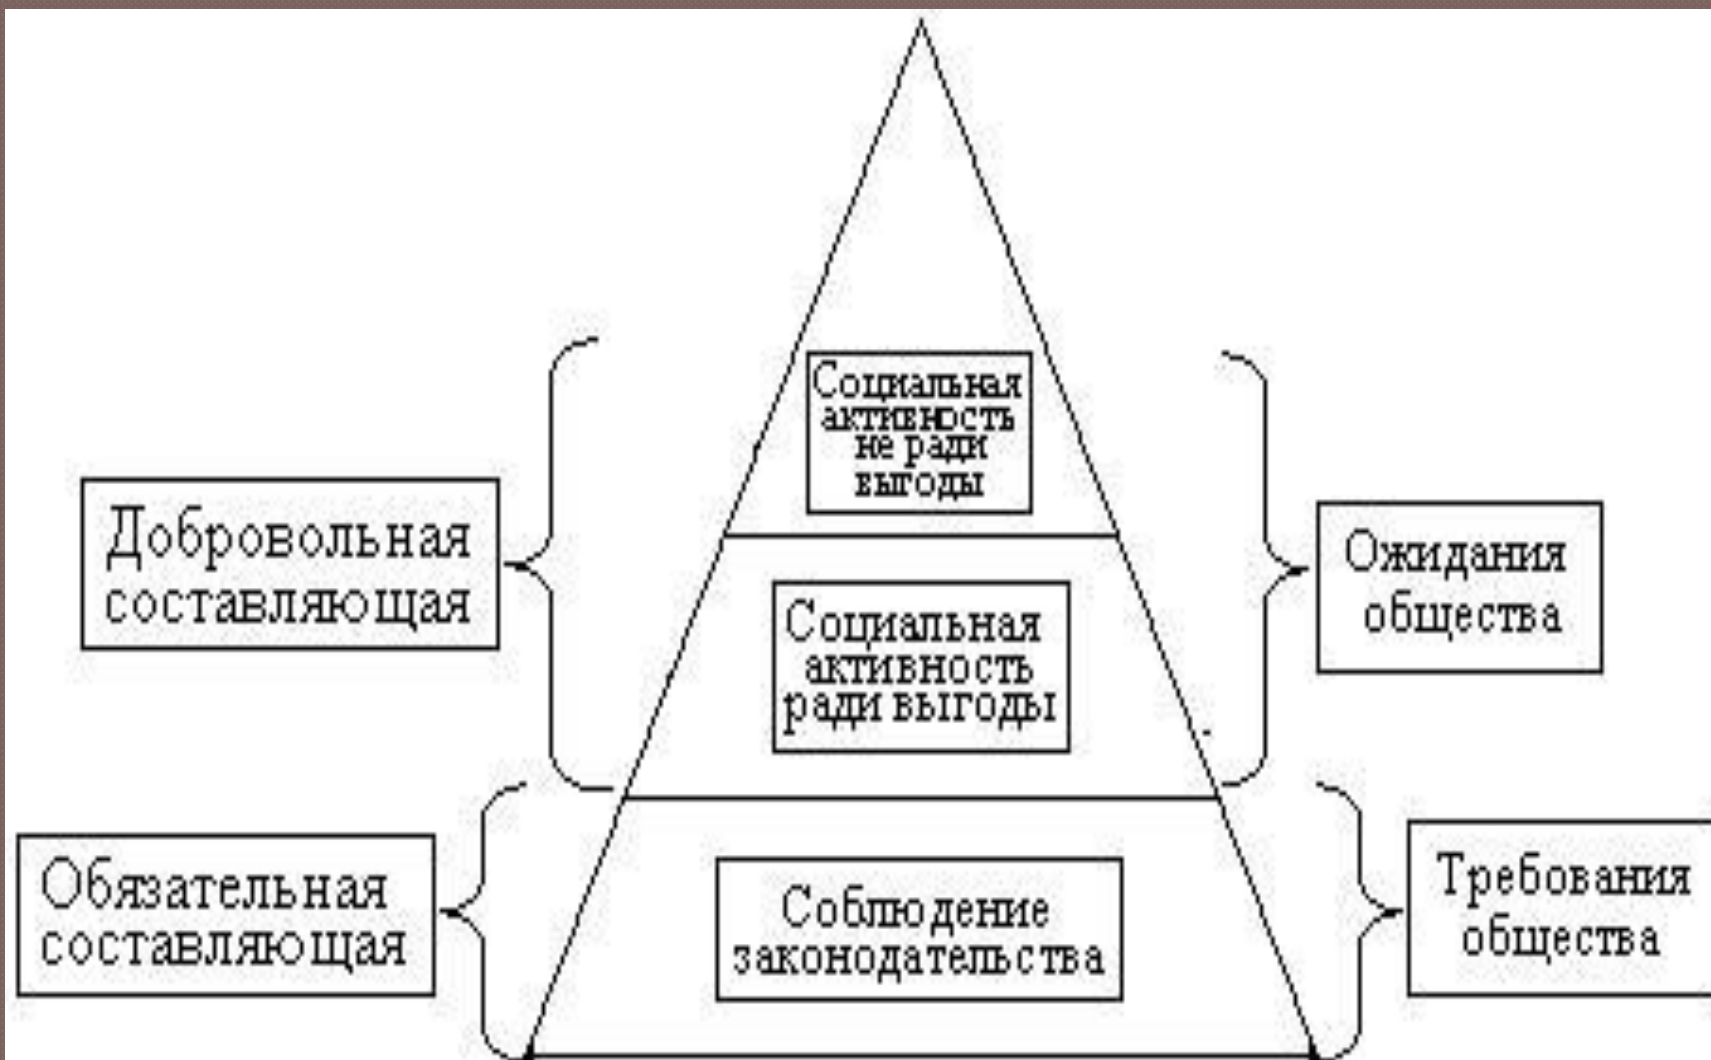 Социальная
активность
не ради
выгоды
Добровольная
составляющая
Ожидания
общества
Социальная
активность
ради выгоды
Обязательная
составляющая
Соблюдение
законодательства
Требования
общества